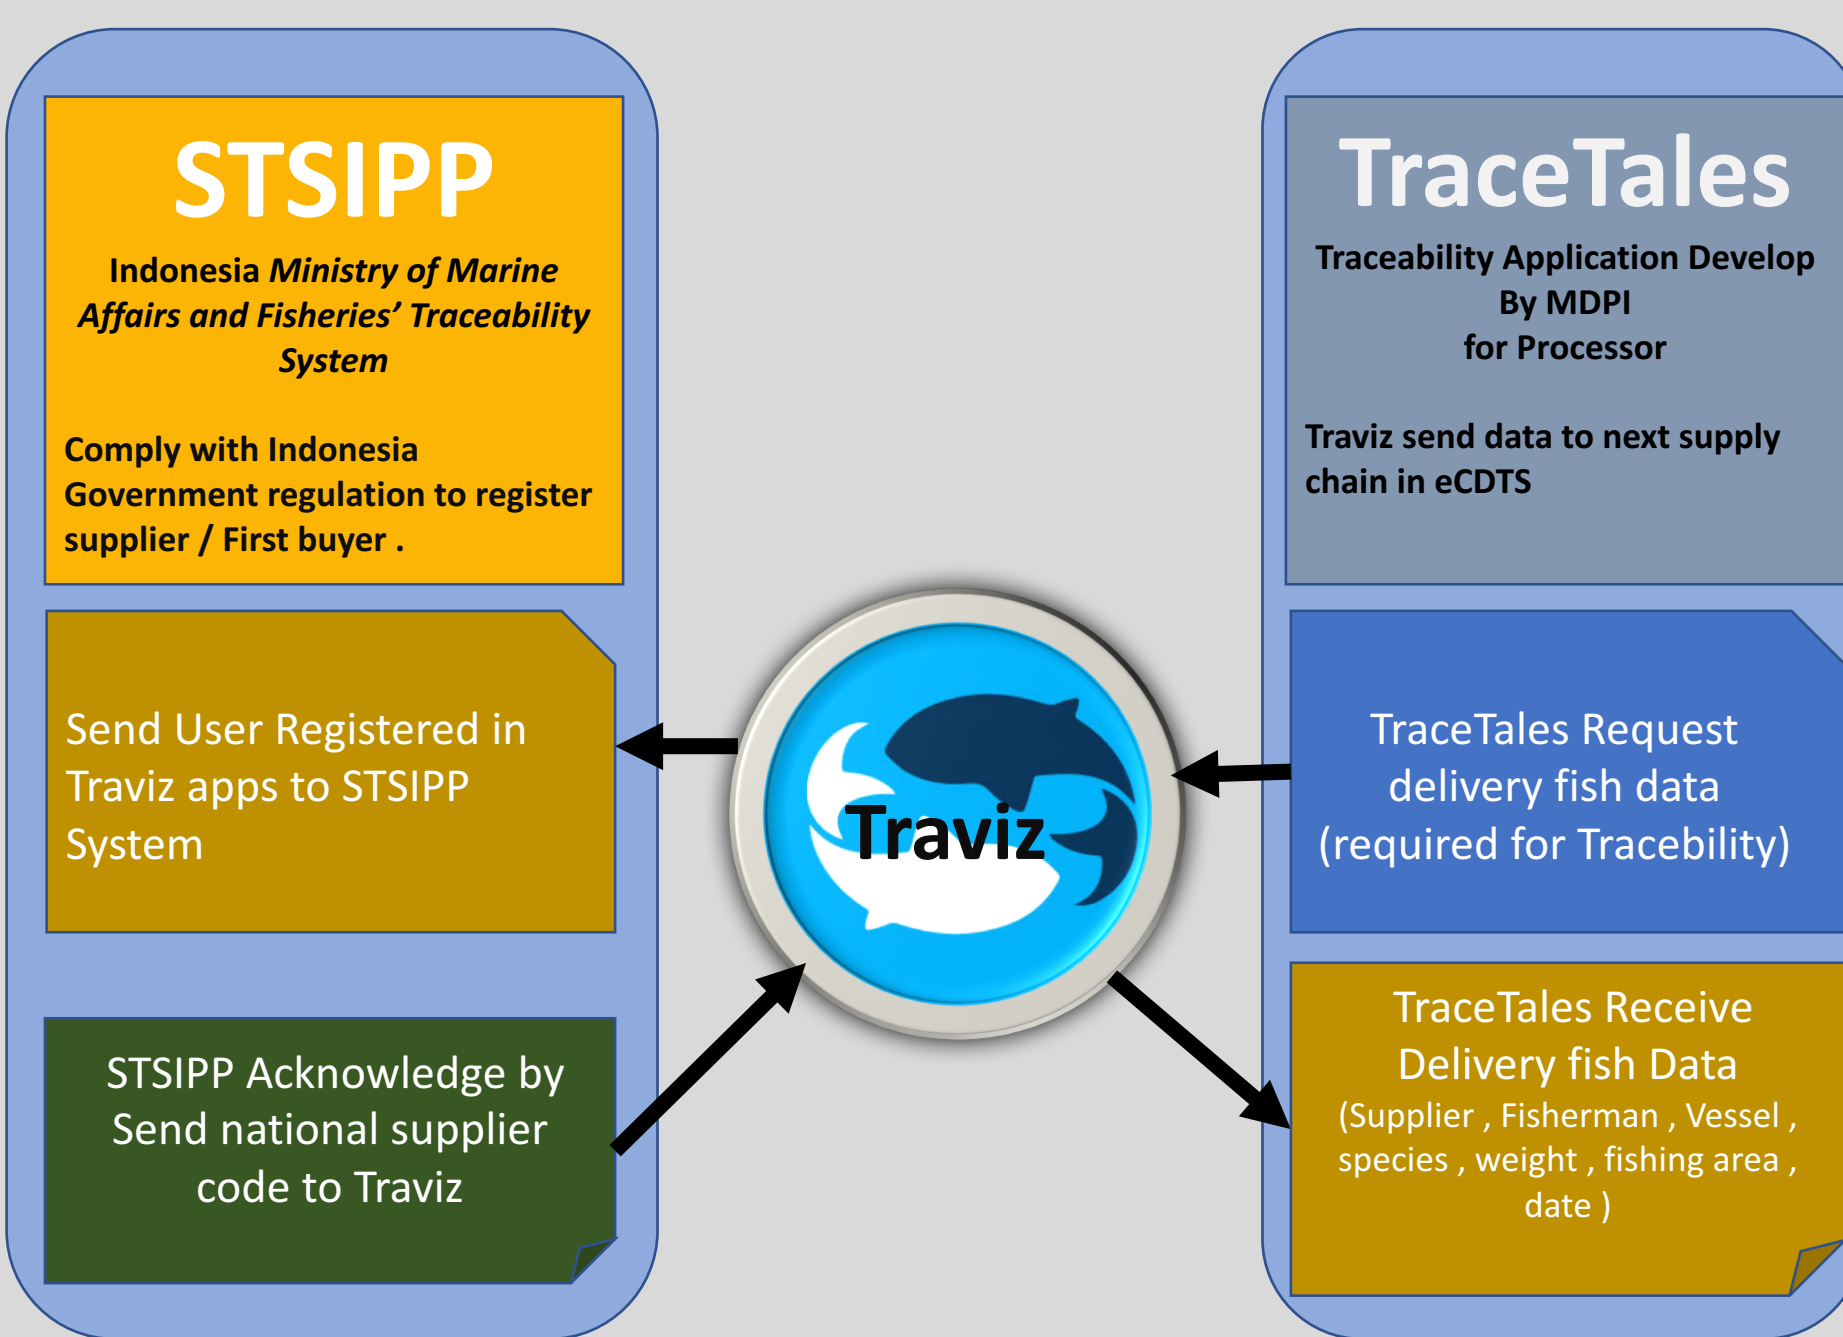 STSIPP
Indonesia Ministry of Marine
Affairs and Fisheries’ Traceability
System
Comply with Indonesia
Government regulation to register
supplier / First buyer .
Send User Registered in
Traviz apps to STSIPP
System
STSIPP Acknowledge by
Send national supplier
code to Traviz
Traviz
TraceTales
Traceability Application Develop
By MDPI
for Processor
Traviz send data to next supply
chain in eCDTS
TraceTales Request
delivery fish data
(required for Tracebility)
TraceTales Receive
Delivery fish Data
(Supplier , Fisherman , Vessel ,
species , weight , fishing area ,
date )